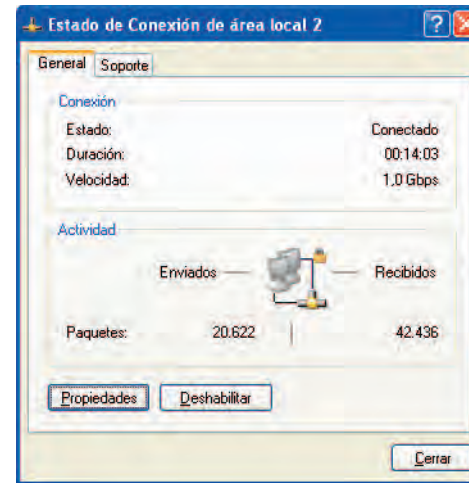 Estado de Conexión de área local 2
General Soporte
Conexión
Estado: Conectado
Duración: 00:14:03
Velocidad: 1,0 Gbps
Actividad
Enviados Recibidos
Paquetes: 20.622 42.436
Propiedades Deshabilitar
Cerrar